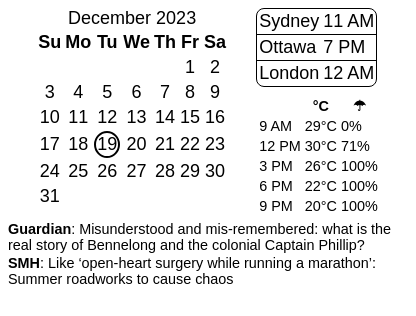 December 2023
Su Mo Tu We Th Fr Sa
1 2
3 4 5 6 7 8 9
10 11 12 13 14 15 16
17 18 19 20 21 22 23
24 25 26 27 28 29 30
31
Sydney 11 AM
Ottawa 7 PM
London 12 AM
°C ☂
9 AM 29°C 0%
12 PM 30°C 71%
3 PM 26°C 100%
6 PM 22°C 100%
9 PM 20°C 100%
Guardian: Misunderstood and mis-remembered: what is the
real story of Bennelong and the colonial Captain Phillip?
SMH: Like ‘open-heart surgery while running a marathon’:
Summer roadworks to cause chaos